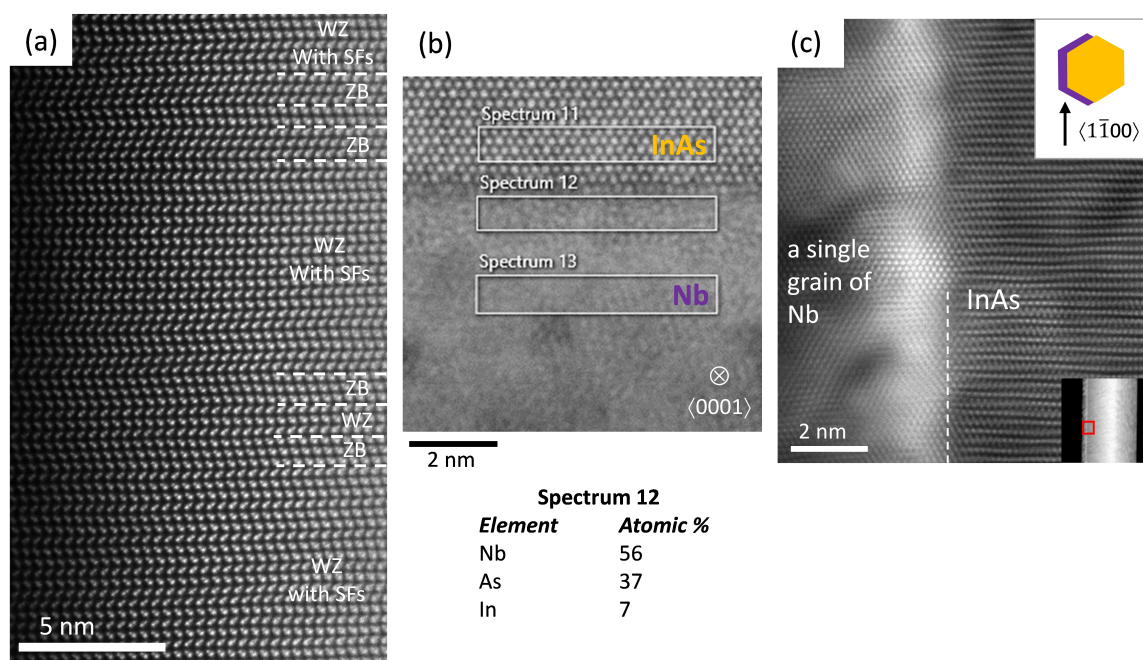 (a)
WZ
With SFs
ZB
ZB
WZ
With SFs
ZB
WZ
ZB
WZ
with SFs
5 nm
(b)
Spectrum 11
InAs
Spectrum 12
Spectrum 13
Nb
⟨0001⟩
2 nm
Spectrum 12
Element Atomic %
Nb 56
As 37
In 7
(c)
⟨11̅00⟩
a single
grain of
Nb
InAs
2 nm